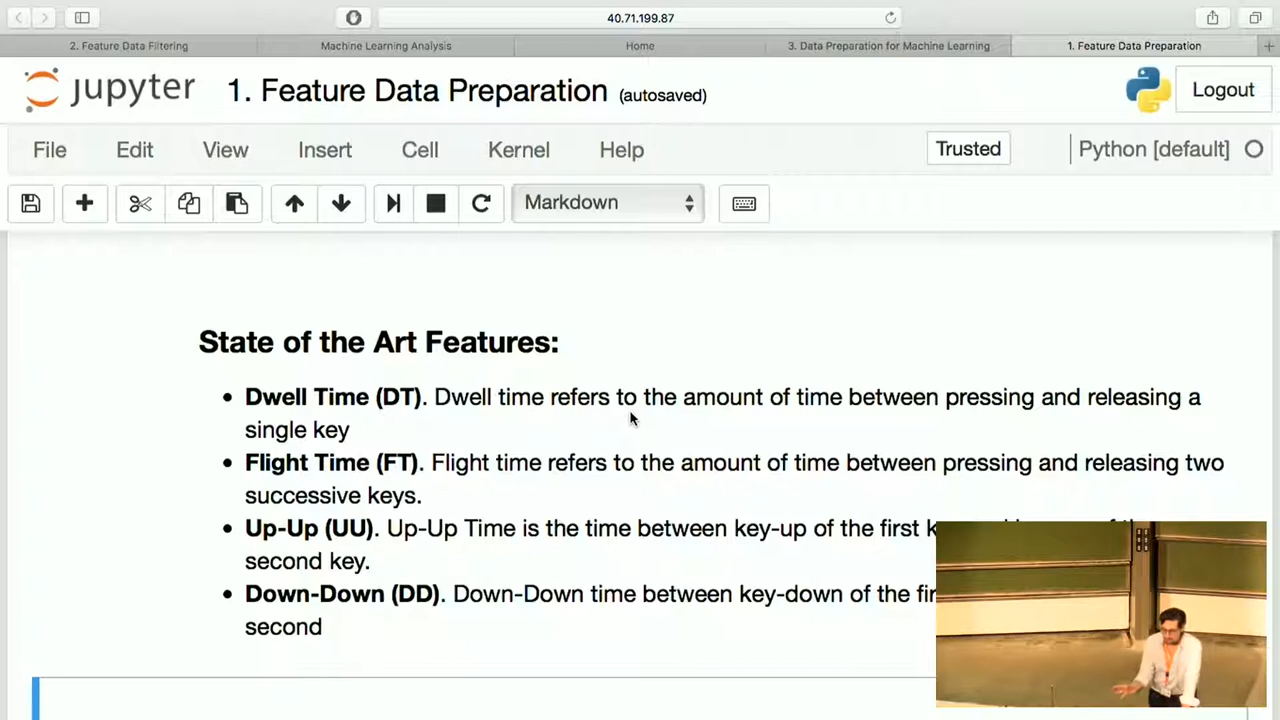 40.71.199.87
2. Feature Data Filtering
Machine Learning Analysis
Home
3. Data Preparation for Machine Learning
1. Feature Data Preparation
jupyter 1. Feature Data Preparation (autosaved)
Logout
File Edit View Insert Cell Kernel Help
Trusted
Python [default]
Markdown
State of the Art Features:
• Dwell Time (DT). Dwell time refers to the amount of time between pressing and releasing a
single key
• Flight Time (FT). Flight time refers to the amount of time between pressing and releasing two
successive keys.
• Up-Up (UU). Up-Up Time is the time between key-up of the first
second key.
• Down-Down (DD). Down-Down time between key-down of the
second